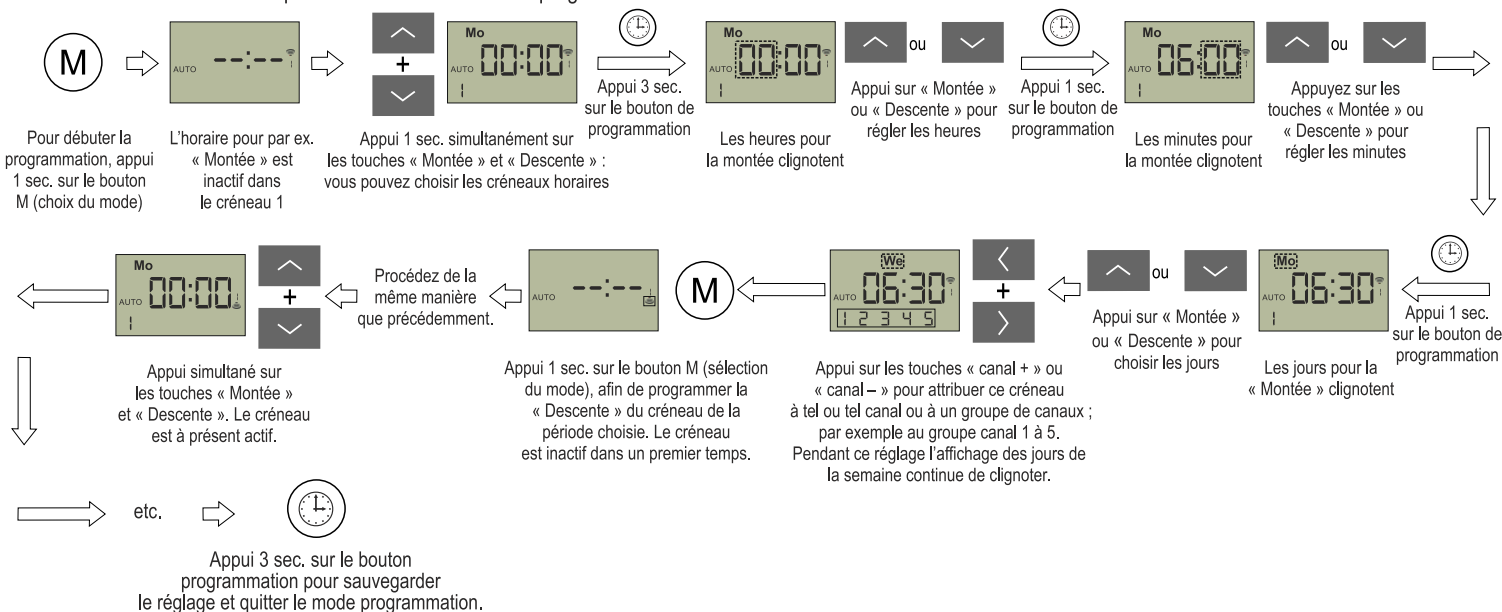 M
Pour débuter la
programmation, appui
1 sec. sur le bouton
M (choix du mode)
AUTO --:-- 1
L'horaire pour par ex.
« Montée » est
inactif dans
le créneau 1
+
Mo
AUTO 00:00 1
1
Appui 1 sec. simultanément sur
les touches « Montée » et « Descente » :
vous pouvez choisir les créneaux horaires
Appui 3 sec.
sur le bouton de
programmation
Mo
AUTO 00:00 1
1
Les heures pour
la montée clignotent
ou
Appui sur « Montée »
ou « Descente » pour
régler les heures
Appui 1 sec.
sur le bouton de
programmation
Mo
AUTO 06:00 1
1
Les minutes pour
la montée clignotent
ou
Appuyez sur les
touches « Montée » ou
« Descente » pour
régler les minutes
Appui 1 sec.
sur le bouton de
programmation
Mo
AUTO 06:30 1
1
Les jours pour la
« Montée » clignotent
ou
Appui sur « Montée »
ou « Descente » pour
choisir les jours
+
We
AUTO 06:30 1
1 2 3 4 5
Appui sur les touches « canal + » ou
« canal – » pour attribuer ce créneau
à tel ou tel canal ou à un groupe de canaux ;
par exemple au groupe canal 1 à 5.
Pendant ce réglage l'affichage des jours de
la semaine continue de clignoter.
M
AUTO --:-- 1
Appui 1 sec. sur le bouton M (sélection
du mode), afin de programmer la
« Descente » du créneau de la
période choisie. Le créneau
est inactif dans un premier temps.
Procédez de la
même manière
que précédemment.
+
Mo
AUTO 00:00 1
1
Appui simultané sur
les touches « Montée »
et « Descente ». Le créneau
est à présent actif.
etc.
Appui 3 sec. sur le bouton
programmation pour sauvegarder
le réglage et quitter le mode programmation.